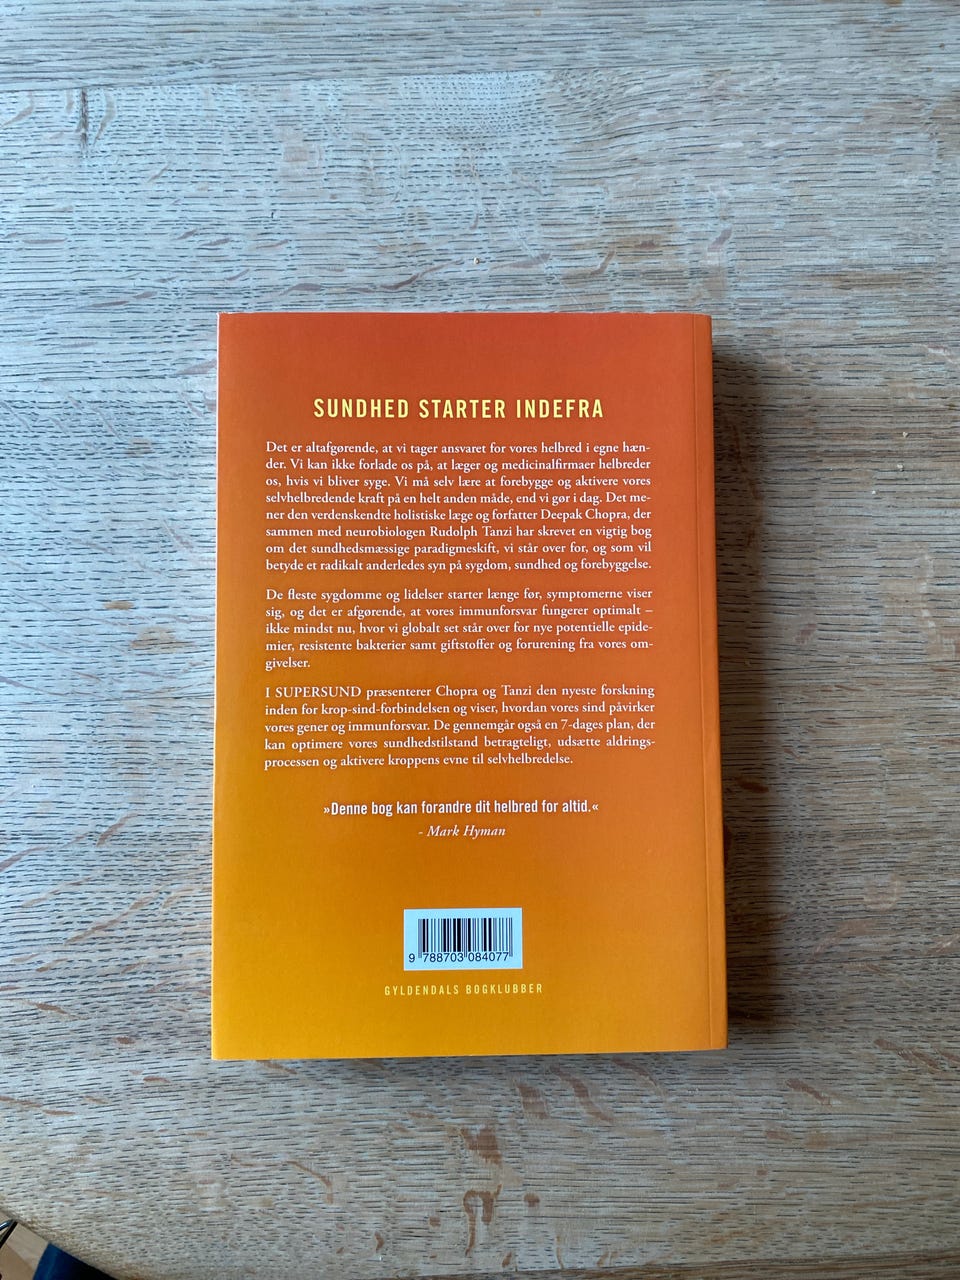 SUNDHED STARTER INDEFRA
Det er altafgørende, at vi tager ansvaret for vores helbred i egne hæn-
der. Vi kan ikke forlade os på, at læger og medicinalfirmaer helbreder
os, hvis vi bliver syge. Vi må selv lære at forebygge og aktivere vores
selvhelbredende kraft på en helt anden måde, end vi gør i dag. Det me-
ner den verdenskendte holistiske læge og forfatter Deepak Chopra, der
sammen med neurobiologen Rudolph Tanzi har skrevet en vigtig bog
om det sundhedsmæssige paradigmeskift, vi står over for, og som vil
betyde et radikalt anderledes syn på sygdom, sundhed og forebyggelse.
De fleste sygdomme og lidelser starter længe før, symptomerne viser
sig, og det er afgørende, at vores immunforsvar fungerer optimalt –
ikke mindst nu, hvor vi globalt set står over for nye potentielle epide-
mier, resistente bakterier samt giftstoffer og forurening fra vores om-
givelser.
I SUPERSUND præsenterer Chopra og Tanzi den nyeste forskning
inden for krop-sind-forbindelsen og viser, hvordan vores sind påvirker
vores gener og immunforsvar. De gennemgår også en 7-dages plan, der
kan optimere vores sundhedstilstand betragteligt, udsætte aldrings-
processen og aktivere kroppens evne til selvhelbredelse.
»Denne bog kan forandre dit helbred for altid.«
- Mark Hyman
9 788703 084077
GYLDENDALS BOGKLUBBER